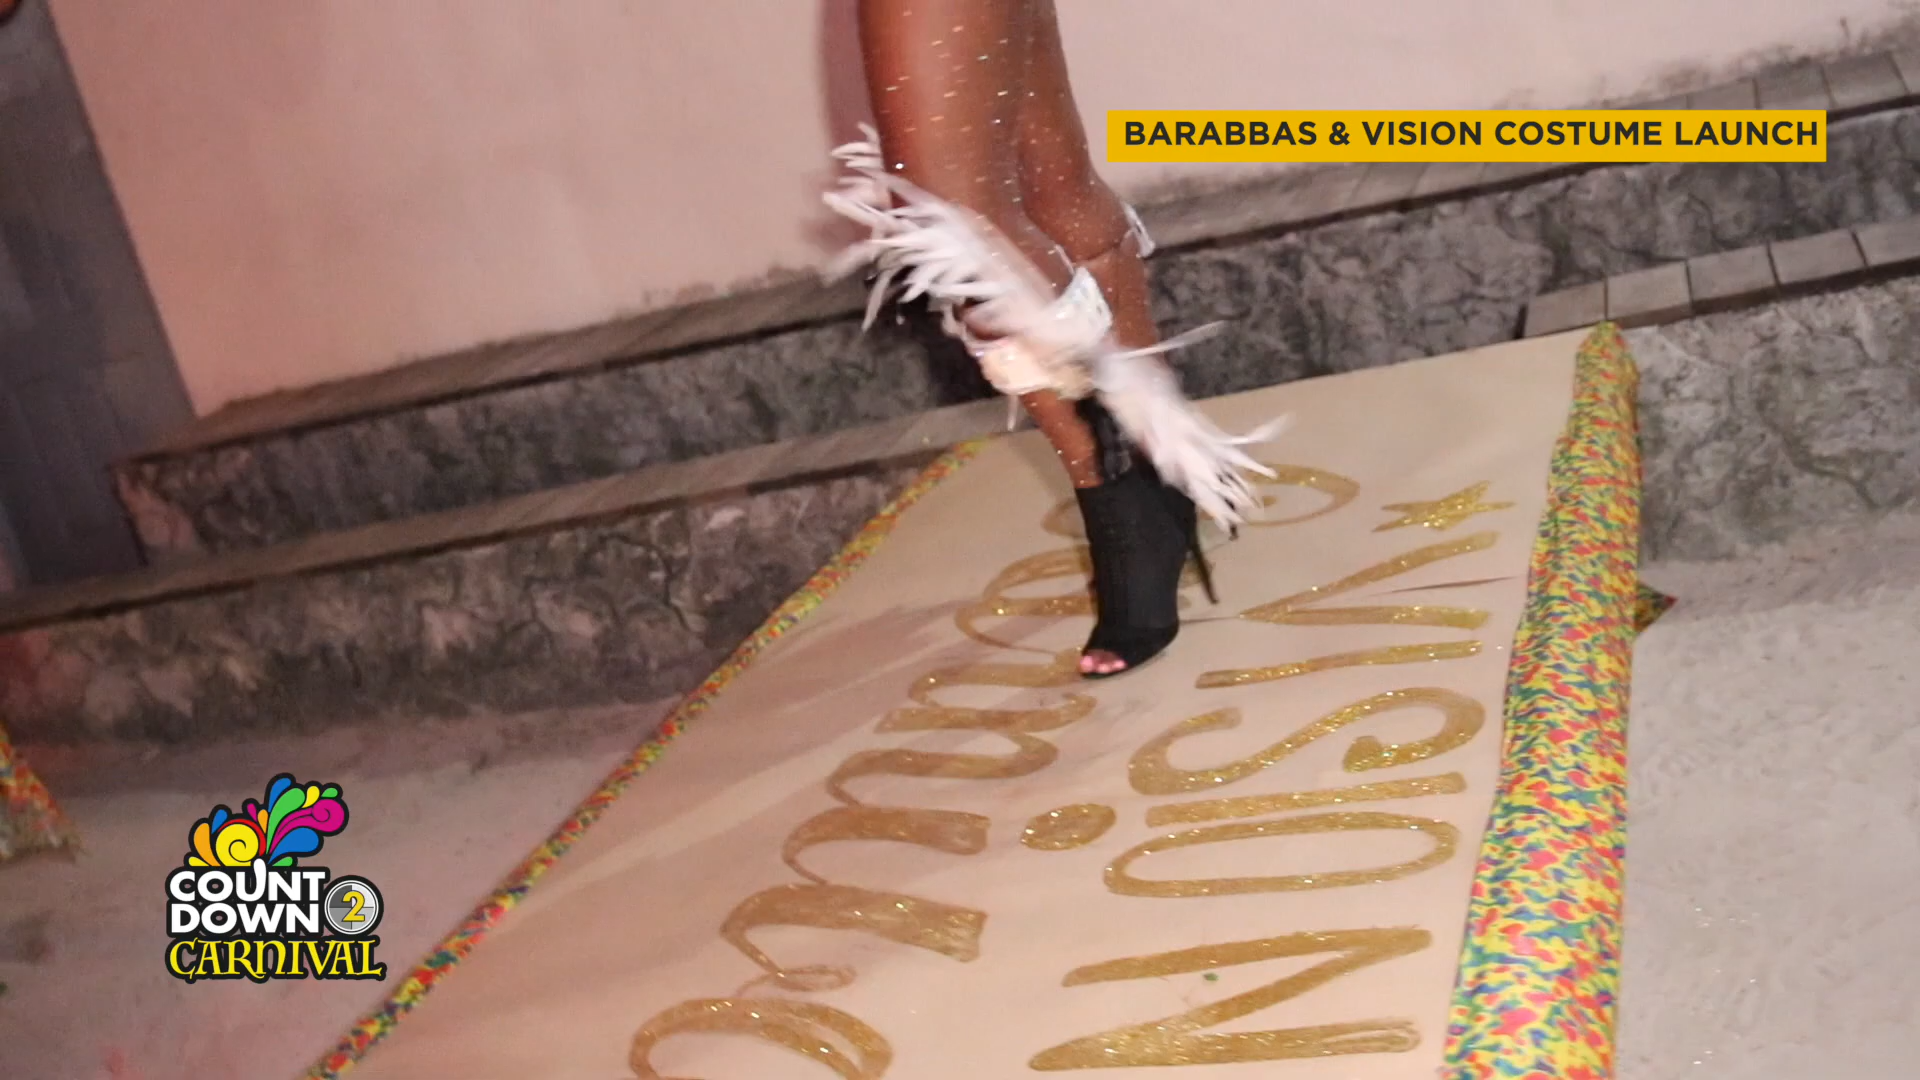 BARABBAS & VISION COSTUME LAUNCH
VISION
COUNT
DOWN 2
CARNIVAL